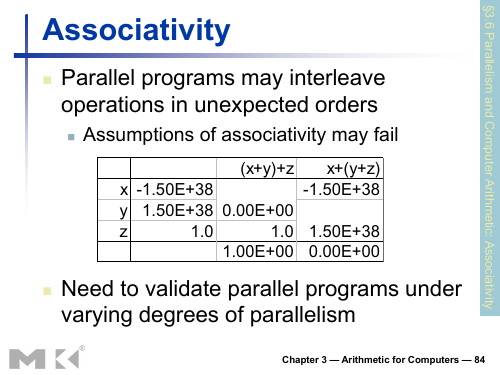 Associativity
§3.6 Parallelism and Computer Arithmetic: Associativity
Parallel programs may interleave
operations in unexpected orders
Assumptions of associativity may fail
(x+y)+z x+(y+z)
x -1.50E+38 -1.50E+38
y 1.50E+38 0.00E+00
z 1.0 1.0 1.50E+38
1.00E+00 0.00E+00
Need to validate parallel programs under
varying degrees of parallelism
MK®
Chapter 3 — Arithmetic for Computers — 84